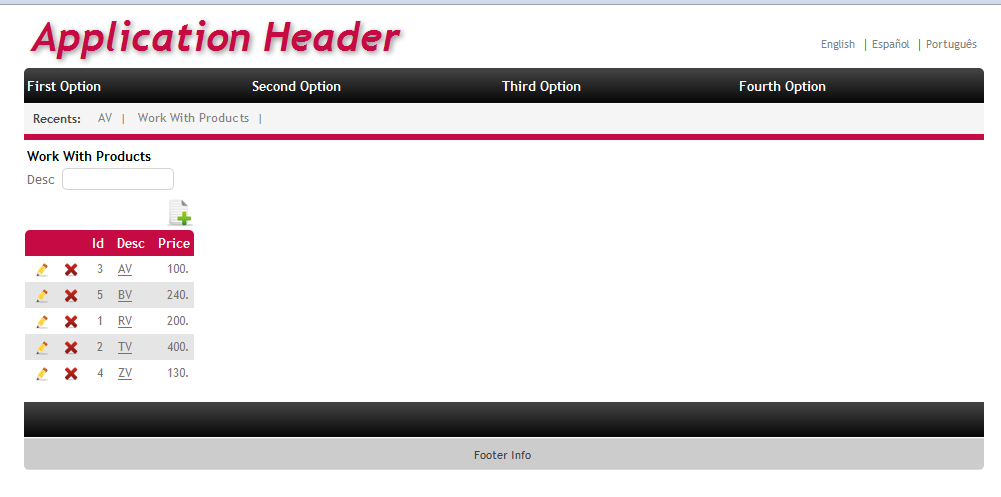 Application Header
English | Español | Português
First Option Second Option Third Option Fourth Option
Recents: AV | Work With Products |
Work With Products
Desc
Id Desc Price
3 AV 100.
5 BV 240.
1 RV 200.
2 TV 400.
4 ZV 130.
Footer Info